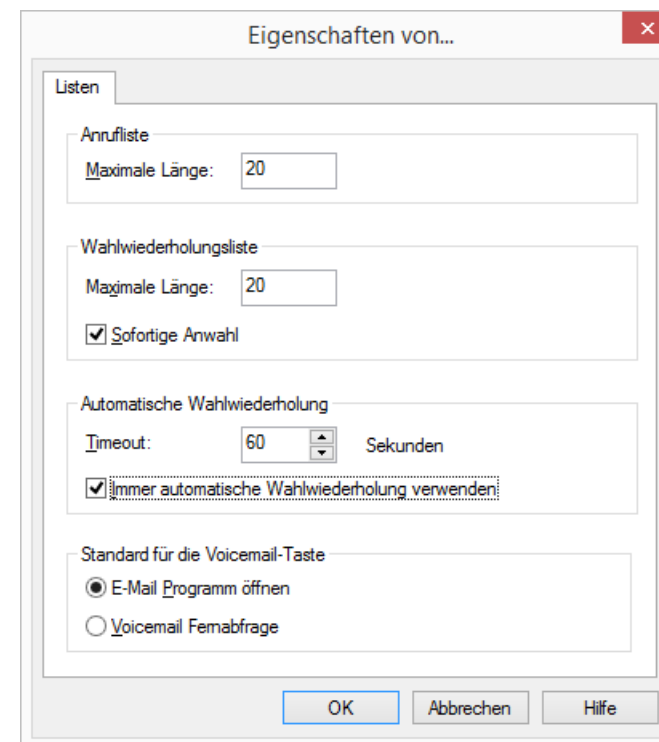 Eigenschaften von...
Listen
Anrufliste
Maximale Länge: 20
Wahlwiederholungsliste
Maximale Länge: 20
Sofortige Anwahl
Automatische Wahlwiederholung
Timeout: 60 Sekunden
Immer automatische Wahlwiederholung verwenden
Standard für die Voicemail-Taste
E-Mail Programm öffnen
Voicemail Fernabfrage
OK Abbrechen Hilfe